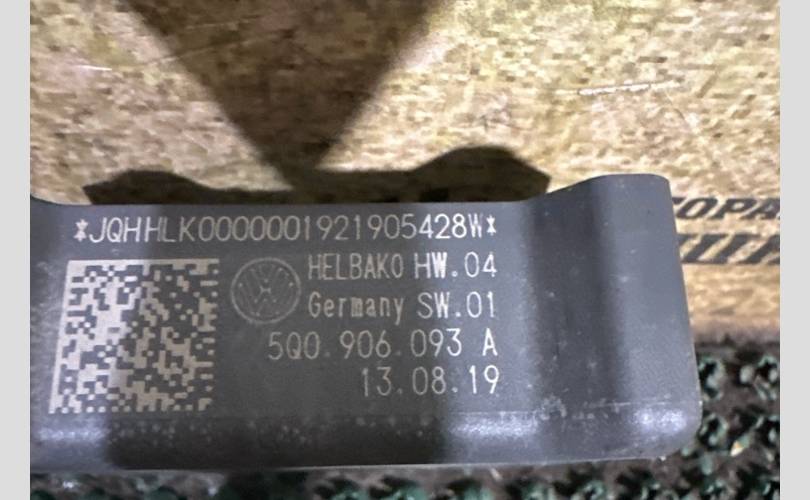 *JQHHLK0000001921905428W*
HELBAKO HW.04
Germany SW.01
5Q0.906.093 A
13.08.19